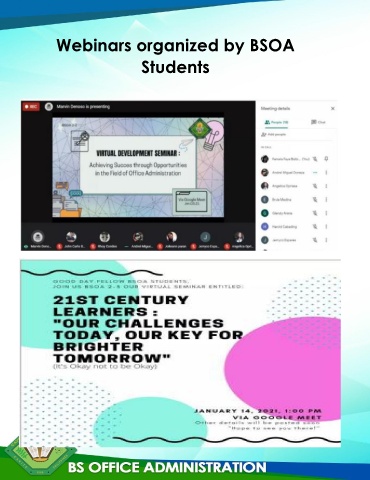 Webinars organized by BSOA
Students
REC
is presenting
VIRTUAL DEVELOPMENT SEMINAR :
Achieving Success through Opportunities
in the Field of Office Administration
Via Google Meet
Meeting details
People
Chat
Add people
GOOD DAY FELLOW BSOA STUDENTS;
JOIN US BSOA 2-5 OUR VIRTUAL SEMINAR ENTITLED:
21ST CENTURY
LEARNERS :
"OUR CHALLENGES
TODAY, OUR KEY FOR
BRIGHTER
TOMORROW"
(It's Okay not to be Okay)
JANUARY 14, 2021, 1:00 PM
VIA GOOGLE MEET
Other details will be posted soon
"Hope to see you there!"
BS OFFICE ADMINISTRATION